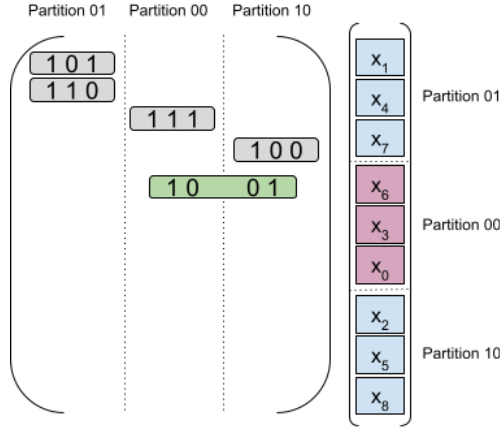 Partition 01 Partition 00 Partition 10
1 0 1
1 1 0
1 1 1
1 0 0
1 0 0 1
x1
x4
x7
Partition 01
x6
x3
x0
Partition 00
x2
x5
x8
Partition 10